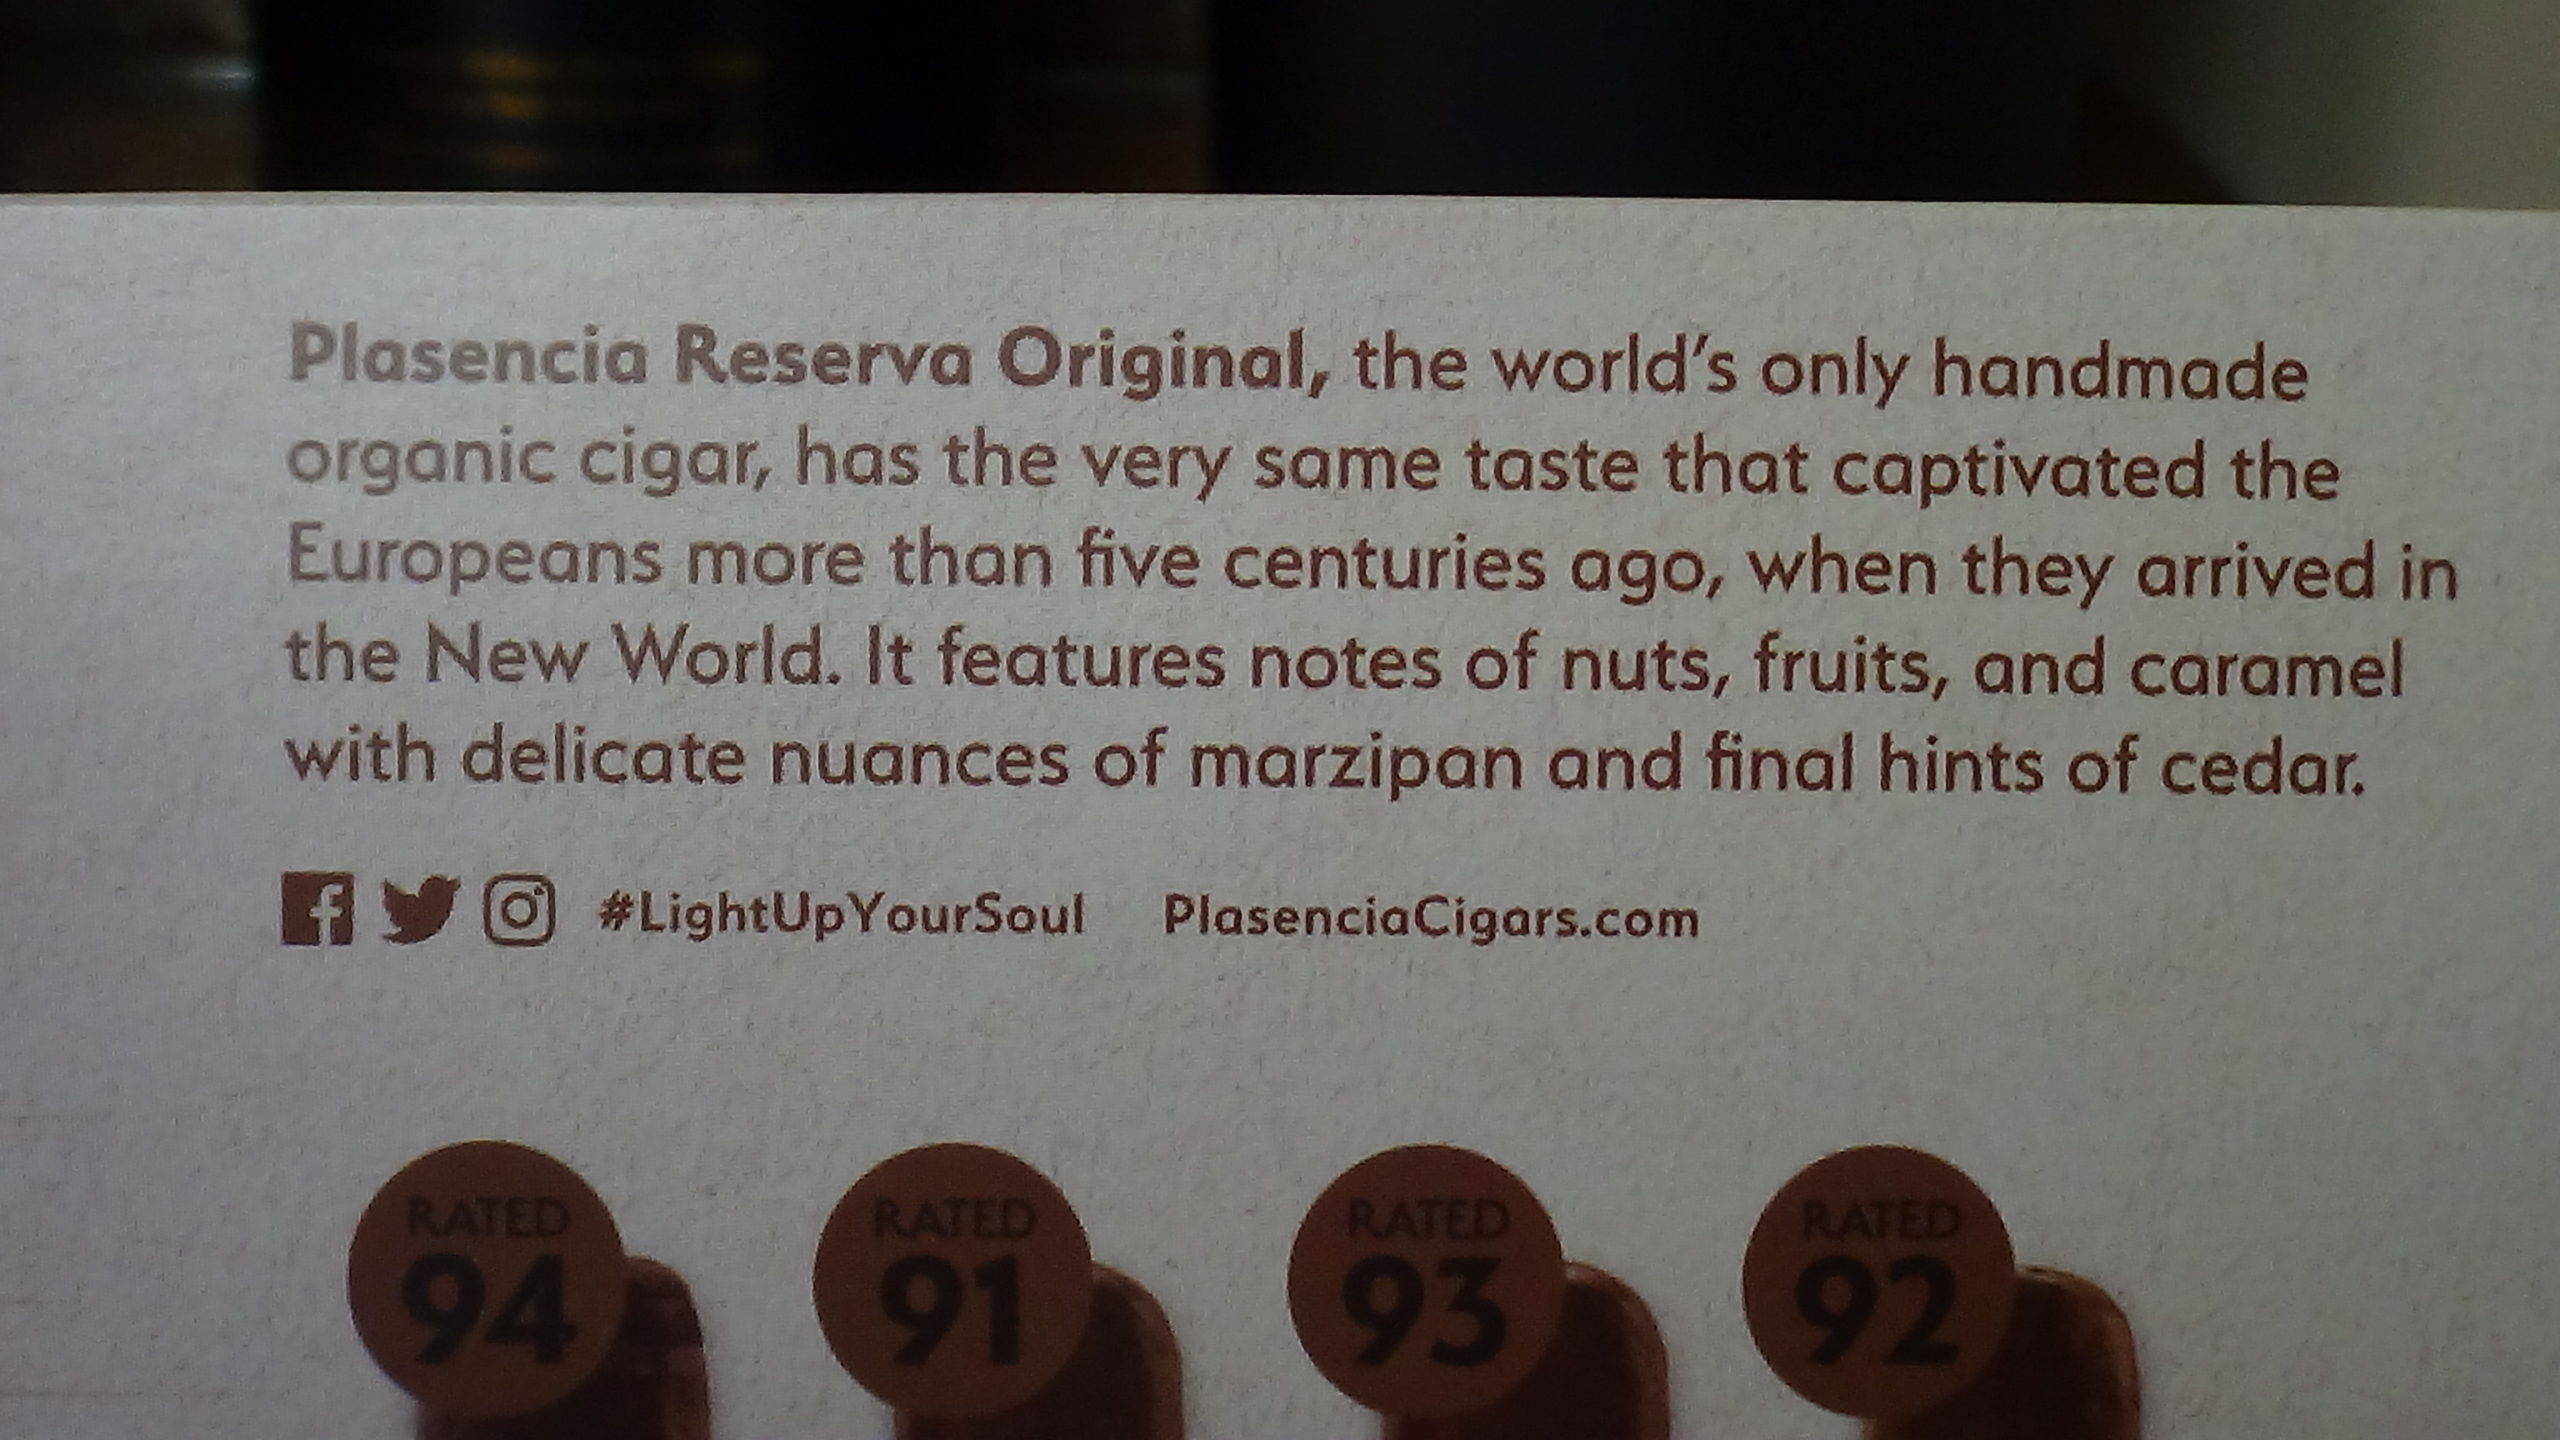 Plasencia Reserva Original, the world's only handmade
organic cigar, has the very same taste that captivated the
Europeans more than five centuries ago, when they arrived in
the New World. It features notes of nuts, fruits, and caramel
with delicate nuances of marzipan and final hints of cedar.
#LightUpYourSoul PlasenciaCigars.com
RATED 94 RATED 91 RATED 93 RATED 92